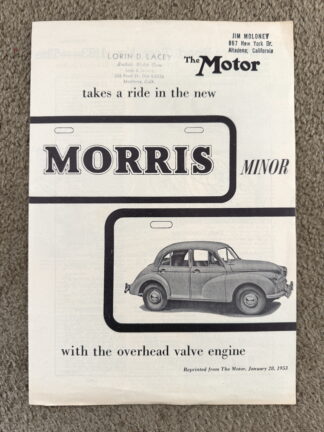 JIM MOLONEY
867 New York Dr.
Altadena, California
LORIN D. LACEY
The Motor
takes a ride in the new
MORRIS
MINOR
with the overhead valve engine
Reprinted from The Motor, January 28, 1953